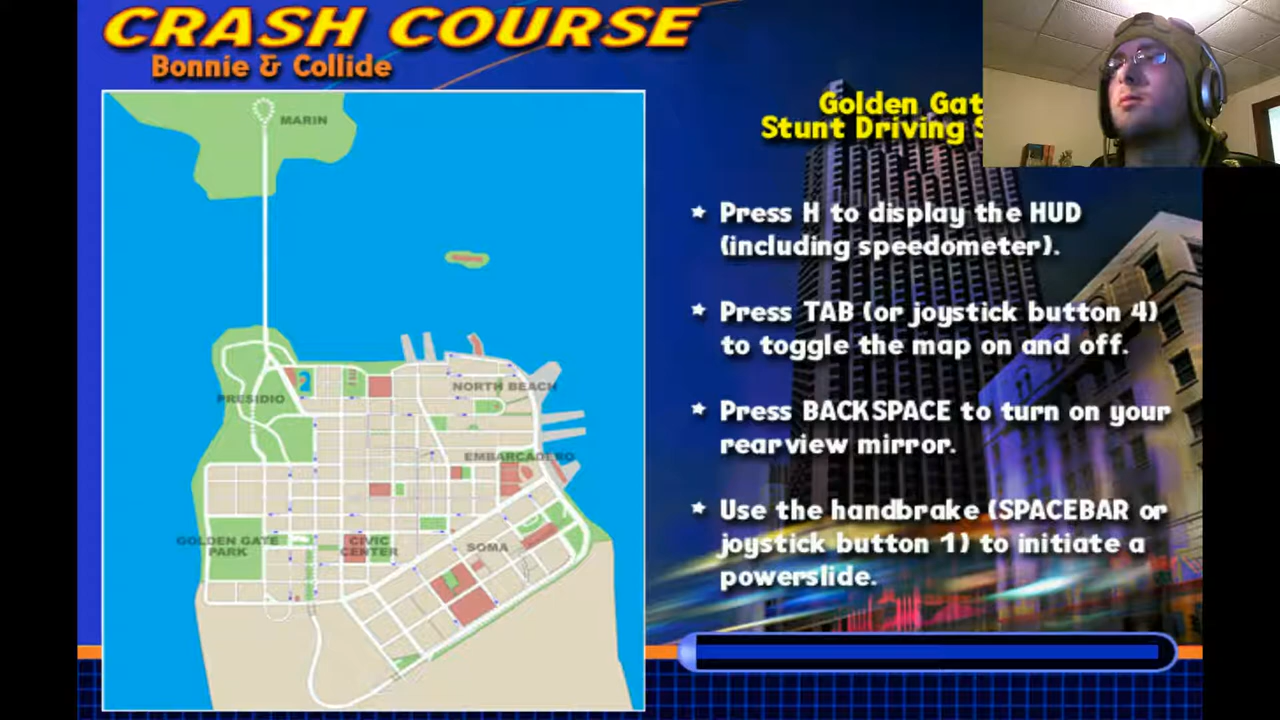 CRASH COURSE
Bonnie & Collide
Golden Gat
Stunt Driving S
MARIN
PRESIDIO
NORTH BEACH
EMBARCADERO
GOLDEN GATE
PARK
CIVIC
CENTER
SOMA
Press H to display the HUD
(including speedometer).
Press TAB (or joystick button 4)
to toggle the map on and off.
Press BACKSPACE to turn on your
rearview mirror.
Use the handbrake (SPACEBAR or
joystick button 1) to initiate a
powerslide.